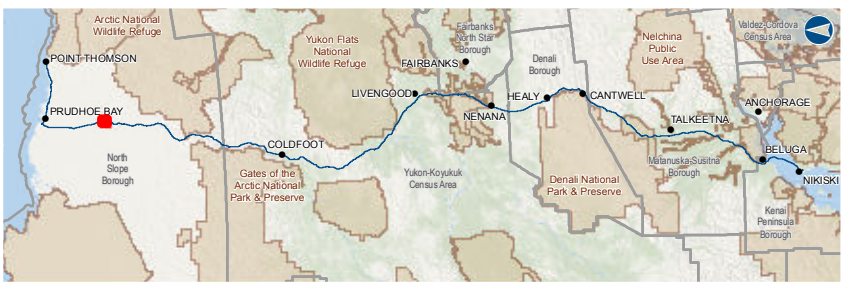 Arctic National
Wildlife Refuge
POINT THOMSON
PRUDHOE BAY
North
Slope
Borough
Yukon Flats
National
Wildlife Refuge
COLDFOOT
Gates of the
Arctic National
Park & Preserve
Fairbanks
North Star
Borough
FAIRBANKS
LIVENGOOD
NENANA
Yukon-Koyukuk
Census Area
Denali
Borough
HEALY
CANTWELL
Denali National
Park & Preserve
Nelchina
Public
Use Area
TALKEETNA
Matanuska-Susitna
Borough
Valdez-Cordova
Census Area
ANCHORAGE
BELUGA
NIKISKI
Kenai
Peninsula
Borough